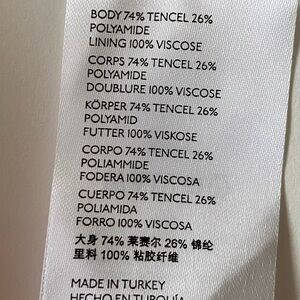 BODY 74% TENCEL 26%
POLYAMIDE
LINING 100% VISCOSE
CORPS 74% TENCEL 26%
POLYAMIDE
DOUBLURE 100% VISCOSE
KÖRPER 74% TENCEL 26%
POLYAMID
FUTTER 100% VISKOSE
CORPO 74% TENCEL 26%
POLIAMMIDE
FODERA 100% VISCOSA
CUERPO 74% TENCEL 26%
POLIAMIDA
FORRO 100% VISCOSA
大身 74% 莱赛尔 26% 锦纶
里料 100% 粘胶纤维
MADE IN TURKEY
HECHO EN TURQUÍA